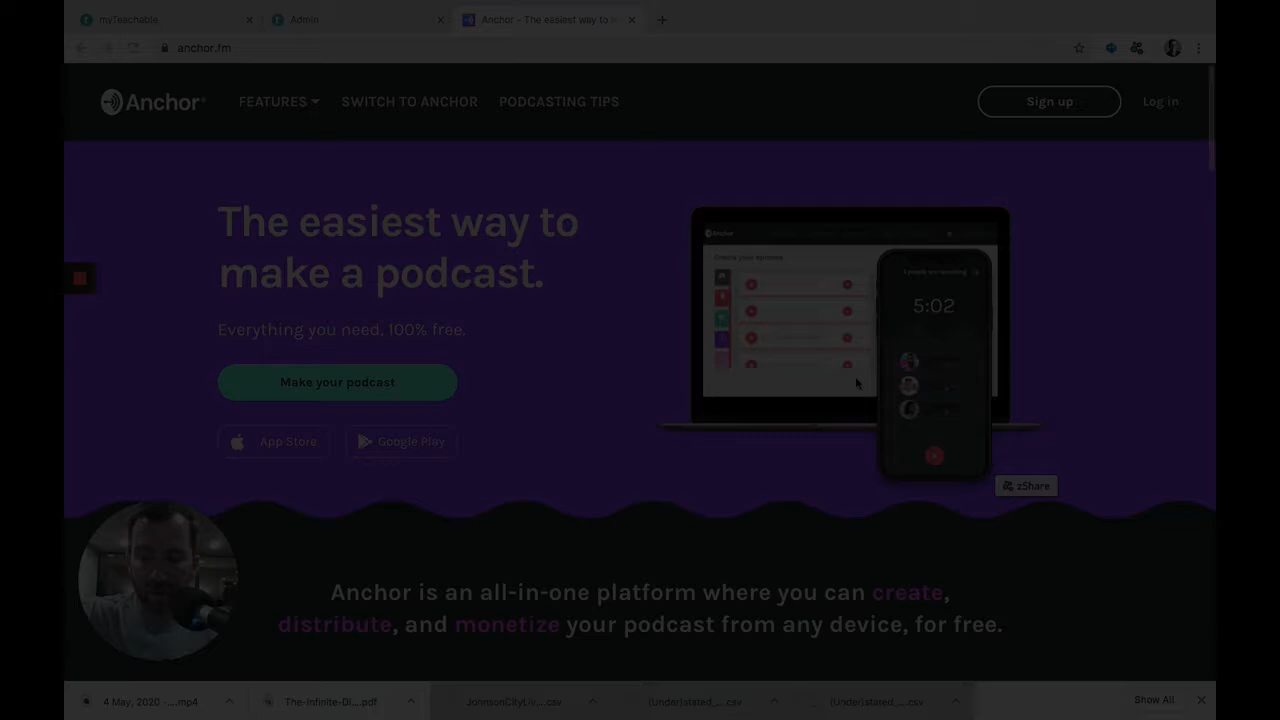 myTeachable
Admin
Anchor – The easiest way to
anchor.fm
Anchor
FEATURES
SWITCH TO ANCHOR
PODCASTING TIPS
Sign up
Log in
The easiest way to
make a podcast.
Everything you need, 100% free.
Make your podcast
App Store
Google Play
Anchor
5:02
zShare
Anchor is an all-in-one platform where you can create,
distribute, and monetize your podcast from any device, for free.
4 May, 2020 -....mp4
The-Infinite-Di....pdf
JohnsonCityLiv....csv
(Under)stated_....csv
(Under)stated_....csv
Show All